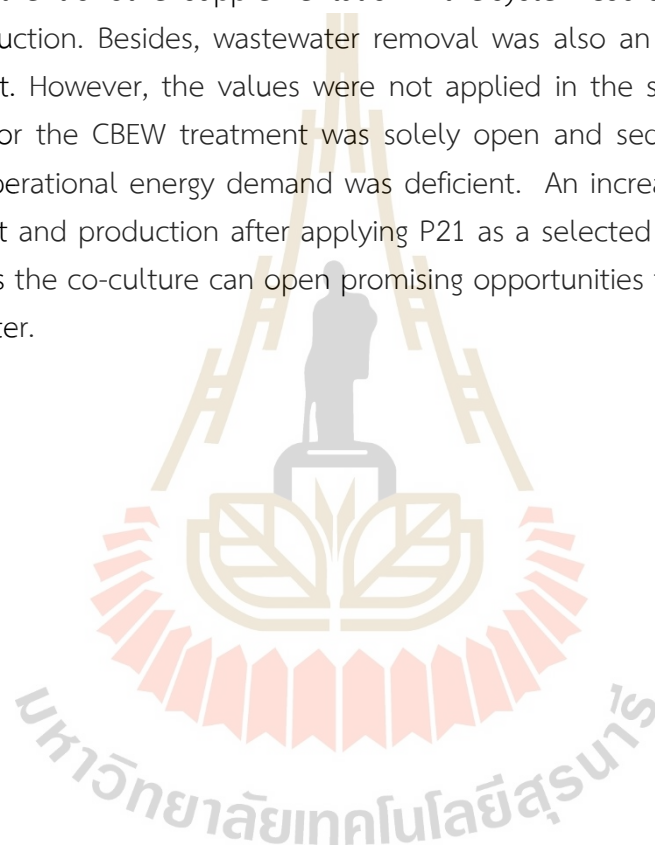 uction. Besides, wastewater removal was also an
t. However, the values were not applied in the s
or the CBEW treatment was solely open and sec
perational energy demand was deficient. An increa
t and production after applying P21 as a selected
s the co-culture can open promising opportunities
ter.
มหาวิทยาลัยเทคโนโลยีสุรนารี